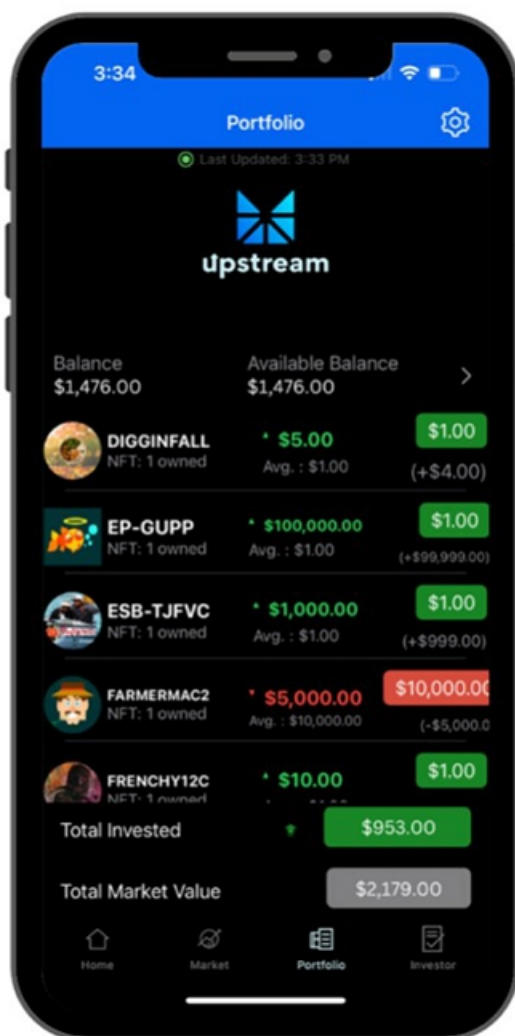 3:34
Portfolio
Last Updated: 3:33 PM
upstream
Balance
Available Balance
$1,476.00
$1,476.00
>
DIGGINFALL
$5.00
$1.00
NFT: 1 owned
Avg. : $1.00
(+$4.00)
EP-GUPP
$100,000.00
$1.00
NFT: 1 owned
Avg. : $1.00
(+$99,999.00)
ESB-TJFVC
$1,000.00
$1.00
NFT: 1 owned
Avg. : $1.00
(+$999.00)
FARMERMAC2
$5,000.00
$10,000.00
NFT: 1 owned
Avg. : $10,000.00
(-$5,000.0
FRENCHY12C
$10.00
$1.00
NFT: 1 owned
Total Invested
$953.00
Total Market Value
$2,179.00
Home
Market
Portfolio
Investor